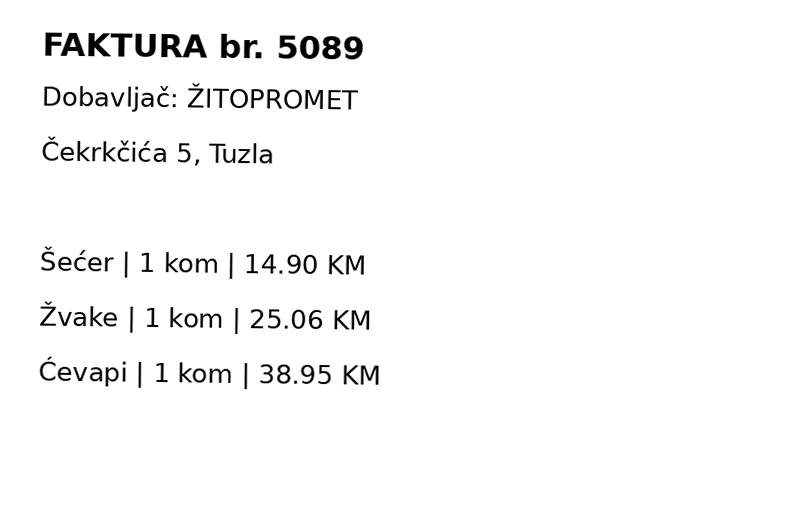 FAKTURA br. 5089
Dobavljač: ŽITOPROMET
Čekrkčića 5, Tuzla
Šećer | 1 kom | 14.90 KM
Žvake | 1 kom | 25.06 KM
Ćevapi | 1 kom | 38.95 KM